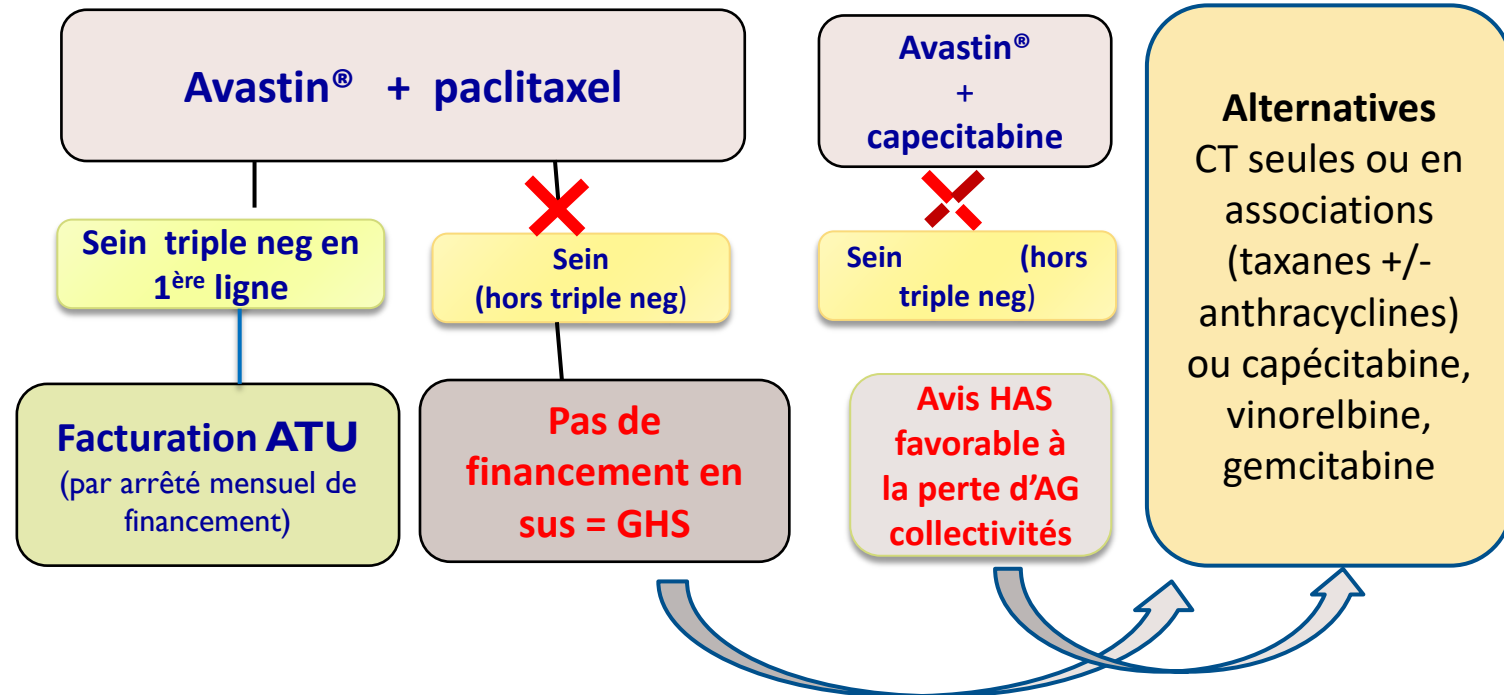 Avastin® + paclitaxel
Sein triple neg en
1ère ligne
Facturation ATU
(par arrêté mensuel de
financement)
Sein
(hors triple neg)
Pas de
financement en
sus = GHS
Avastin®
+
capecitabine
Sein (hors
triple neg)
Avis HAS
favorable à
la perte d’AG
collectivités
Alternatives
CT seules ou en
associations
(taxanes +/-
anthracyclines)
ou capécitabine,
vinorelbine,
gemcitabine